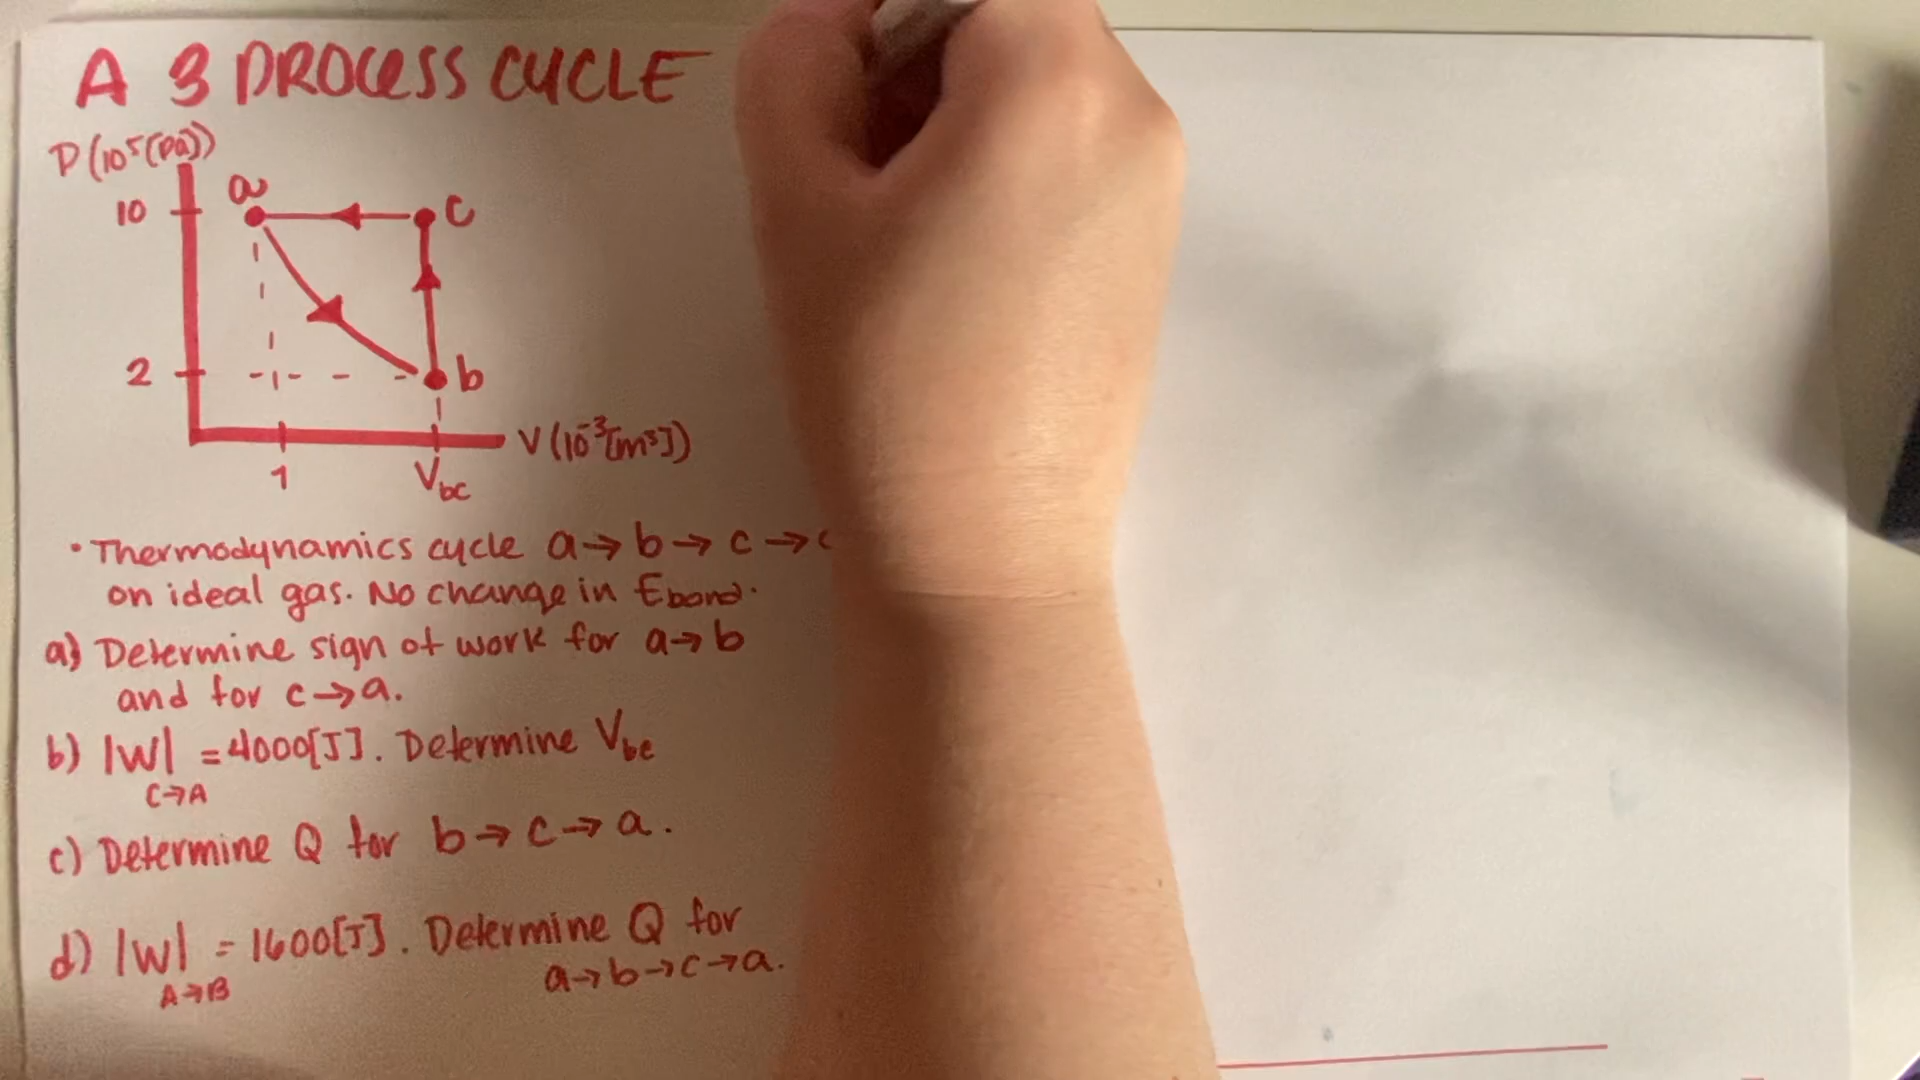 A 3 PROCESS CYCLE
P (10⁵ [Pa])
a
10
c
2
b
V (10⁻³ [m³])
1
V_bc
• Thermodynamics cycle a → b → c →
on ideal gas. No change in E_bond.
a) Determine sign of work for a → b
and for c → a.
b) |W| = 4000 [J]. Determine V_bc
C → A
c) Determine Q for b → c → a.
d) |W| = 1600 [J]. Determine Q for
A → B
a → b → c → a.